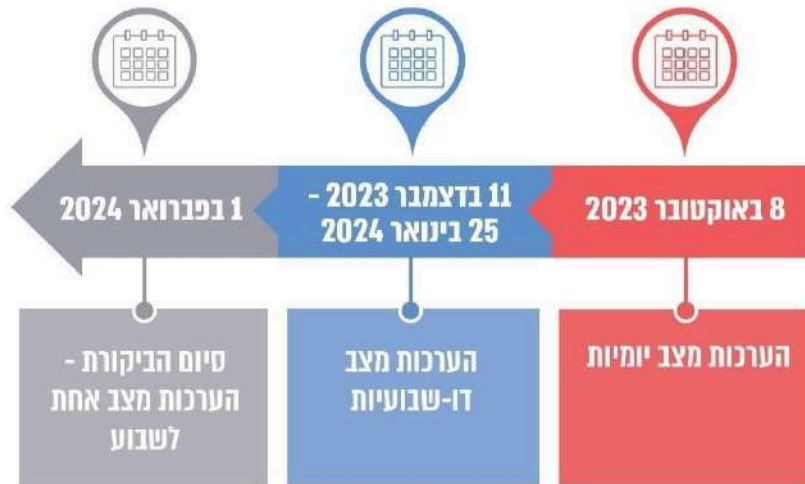 8 באוקטובר 2023
הערכות מצב יומיות
11 בדצמבר 2023 -
25 בינואר 2024
הערכות מצב
דו-שבועיות
1 בפברואר 2024
סיום הביקורת -
הערכות מצב אחת
לשבוע